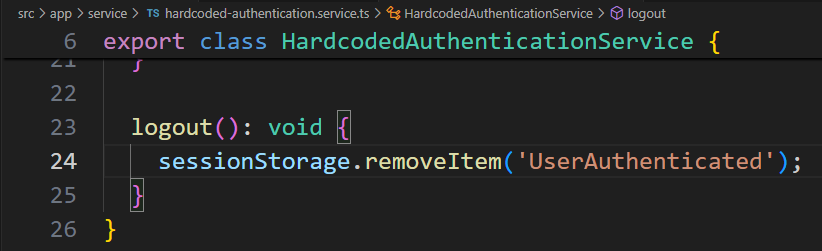 src > app > service > TS hardcoded-authentication.service.ts > HardcodedAuthenticationService > logout
6 export class HardcodedAuthenticationService {
21 }
22
23 logout(): void {
24 sessionStorage.removeItem('UserAuthenticated');
25 }
26 }